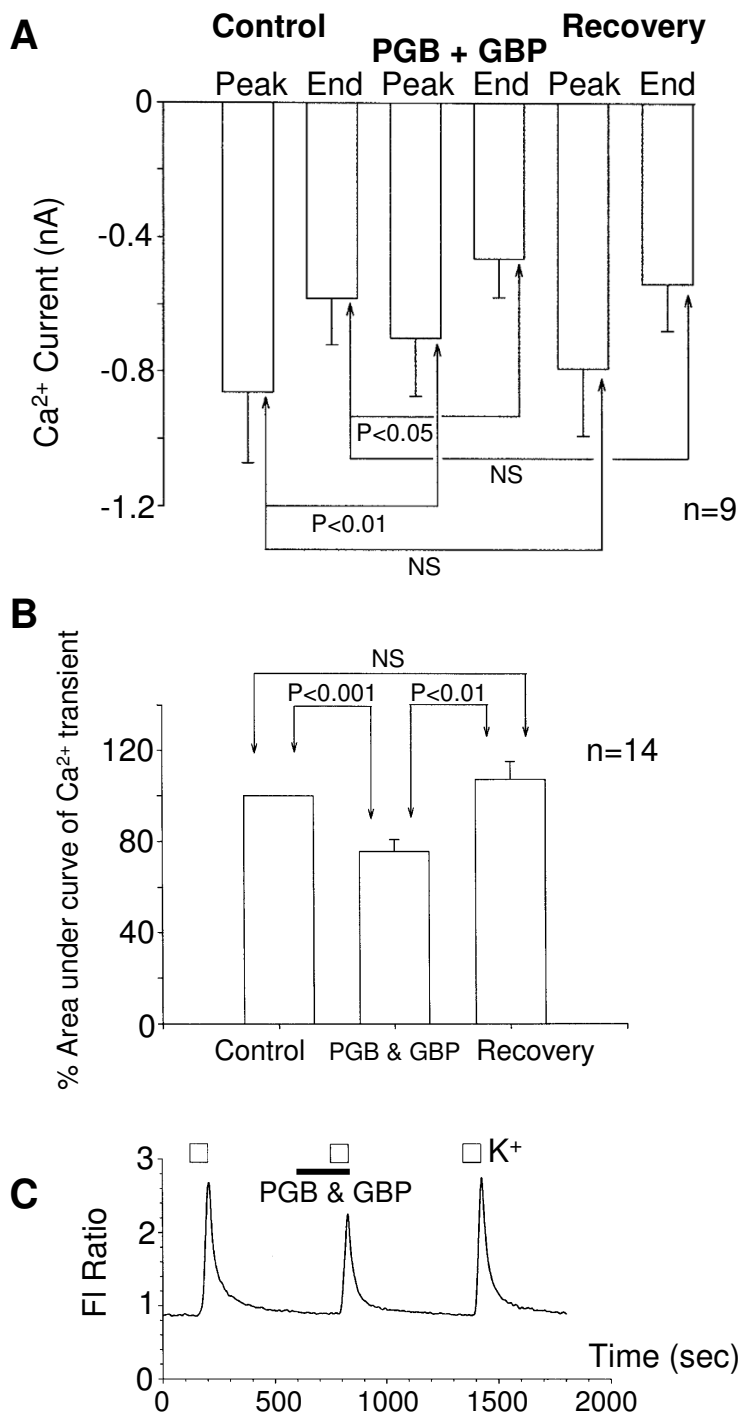 A
Control
Recovery
PGB + GBP
Peak End Peak End Peak End
Ca²⁺ Current (nA)
0
-0.4
-0.8
-1.2
P<0.05
NS
P<0.01
NS
n=9
B
% Area under curve of Ca²⁺ transient
NS
P<0.001 P<0.01
n=14
120
80
40
0
Control PGB & GBP Recovery
C
FI Ratio
3
2
1
0
K⁺
PGB & GBP
Time (sec)
0 500 1000 1500 2000